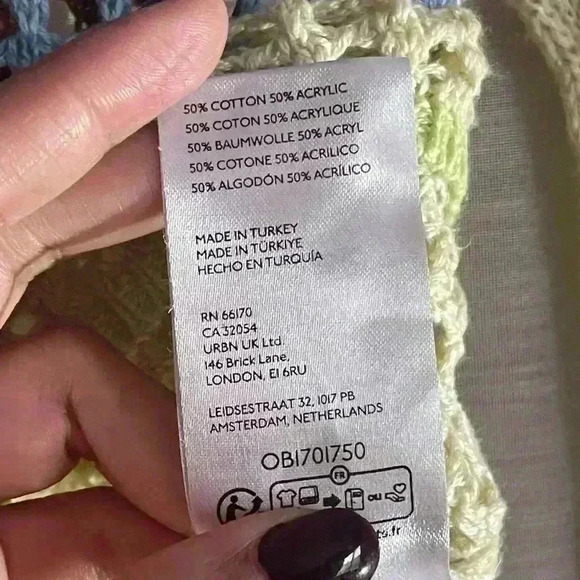 50% COTTON 50% ACRYLIC
50% COTON 50% ACRYLIQUE
50% BAUMWOLLE 50% ACRYL
50% COTONE 50% ACRILICO
50% ALGODÓN 50% ACRÍLICO
MADE IN TURKEY
MADE IN TÜRKIYE
HECHO EN TURQUÍA
RN 66170
CA 32054
URBN UK Ltd.
146 Brick Lane,
LONDON, E1 6RU
LEIDSESTRAAT 32, 1017 PB
AMSTERDAM, NETHERLANDS
OB1701750
FR
OU
.fr